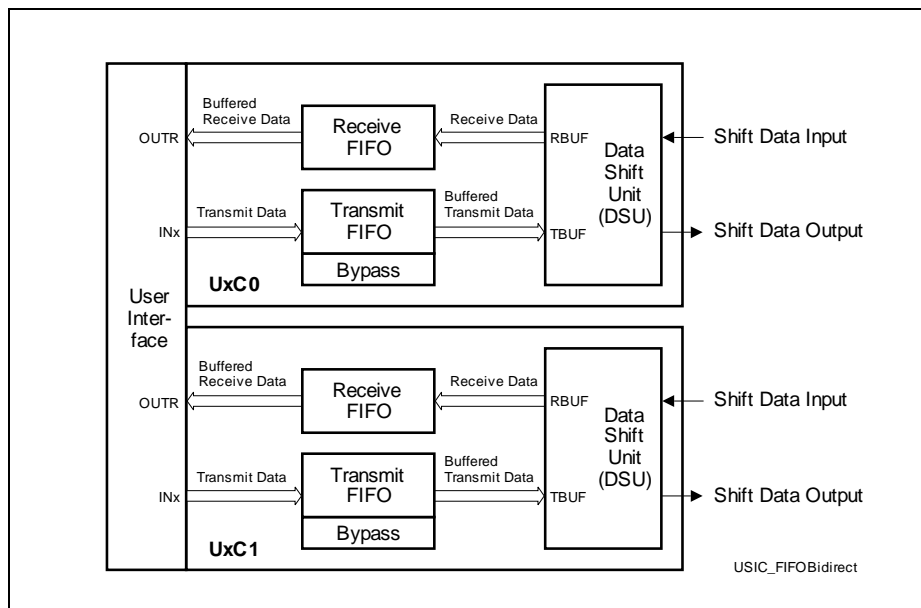 Buffered
Receive Data
Receive Data
OUTR
Receive
FIFO
RBUF
Data
Shift
Unit
(DSU)
Shift Data Input
Transmit Data
Buffered
Transmit Data
INx
Transmit
FIFO
TBUF
Shift Data Output
Bypass
UxC0
User
Inter-
face
Buffered
Receive Data
Receive Data
OUTR
Receive
FIFO
RBUF
Data
Shift
Unit
(DSU)
Shift Data Input
Transmit Data
Buffered
Transmit Data
INx
Transmit
FIFO
TBUF
Shift Data Output
Bypass
UxC1
USIC_FIFOBidirect